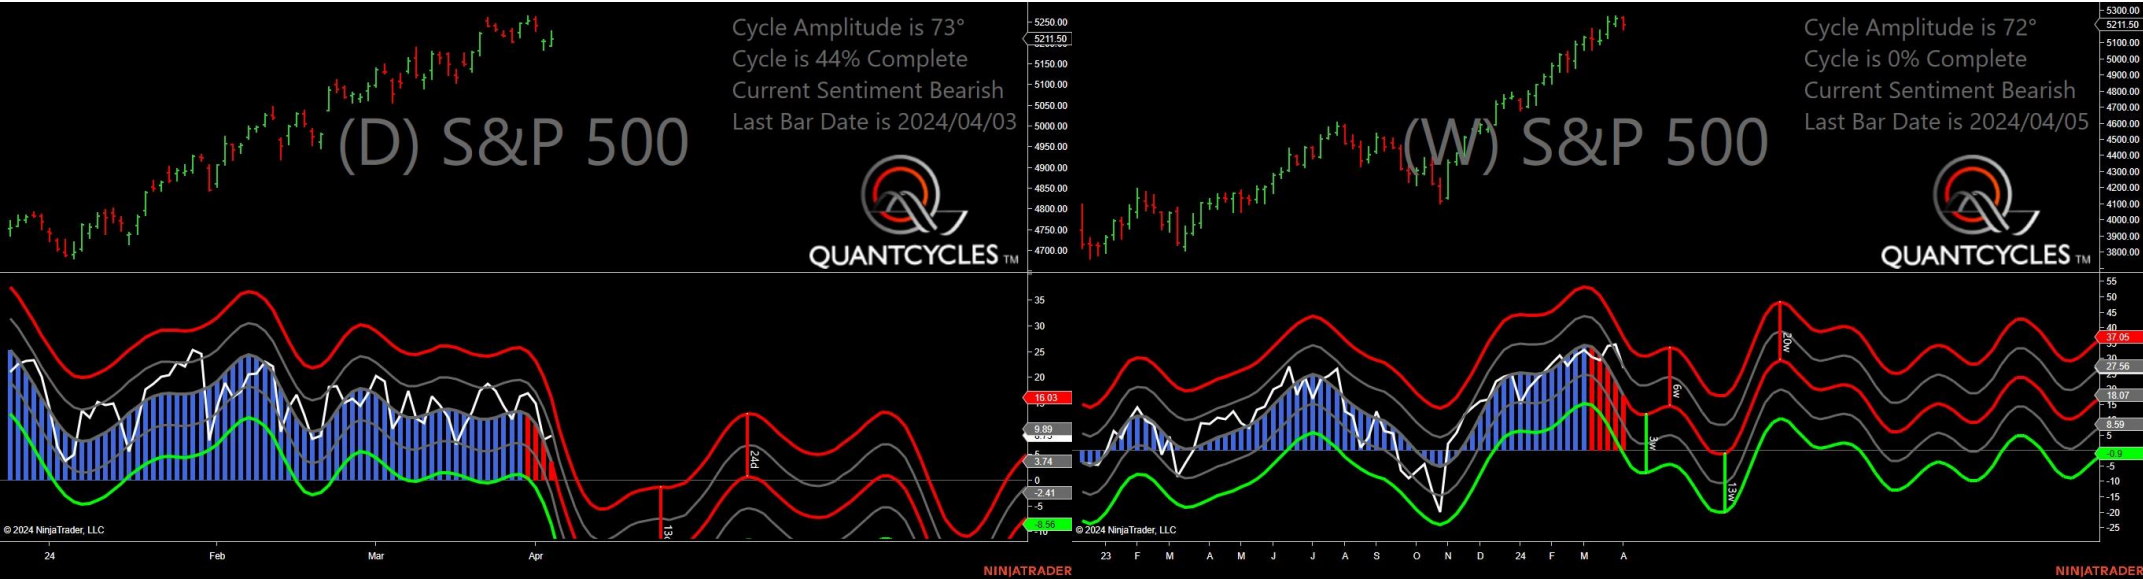 Cycle Amplitude is 73°
Cycle is 44% Complete
Current Sentiment Bearish
Last Bar Date is 2024/04/03
(D) S&P 500
QUANTCYCLES TM
5250.00
5211.50
5150.00
5100.00
5050.00
5000.00
4950.00
4900.00
4850.00
4800.00
4750.00
4700.00
35
30
25
20
16.03
9.89
3.74
0
-2.41
-5
-8.56
-10
24d
© 2024 NinjaTrader, LLC
24 Feb Mar Apr
NINJATRADER
Cycle Amplitude is 72°
Cycle is 0% Complete
Current Sentiment Bearish
Last Bar Date is 2024/04/05
(W) S&P 500
QUANTCYCLES TM
5300.00
5211.50
5100.00
5000.00
4900.00
4800.00
4700.00
4600.00
4500.00
4400.00
4300.00
4200.00
4100.00
4000.00
3900.00
3800.00
55
50
45
40
37.05
27.56
18.07
15
8.59
5
-0.9
-5
-10
-15
-20
-25
3w
6w
13w
20w
© 2024 NinjaTrader, LLC
23 F M A M J J A S O N D 24 F M A
NINJATRADER